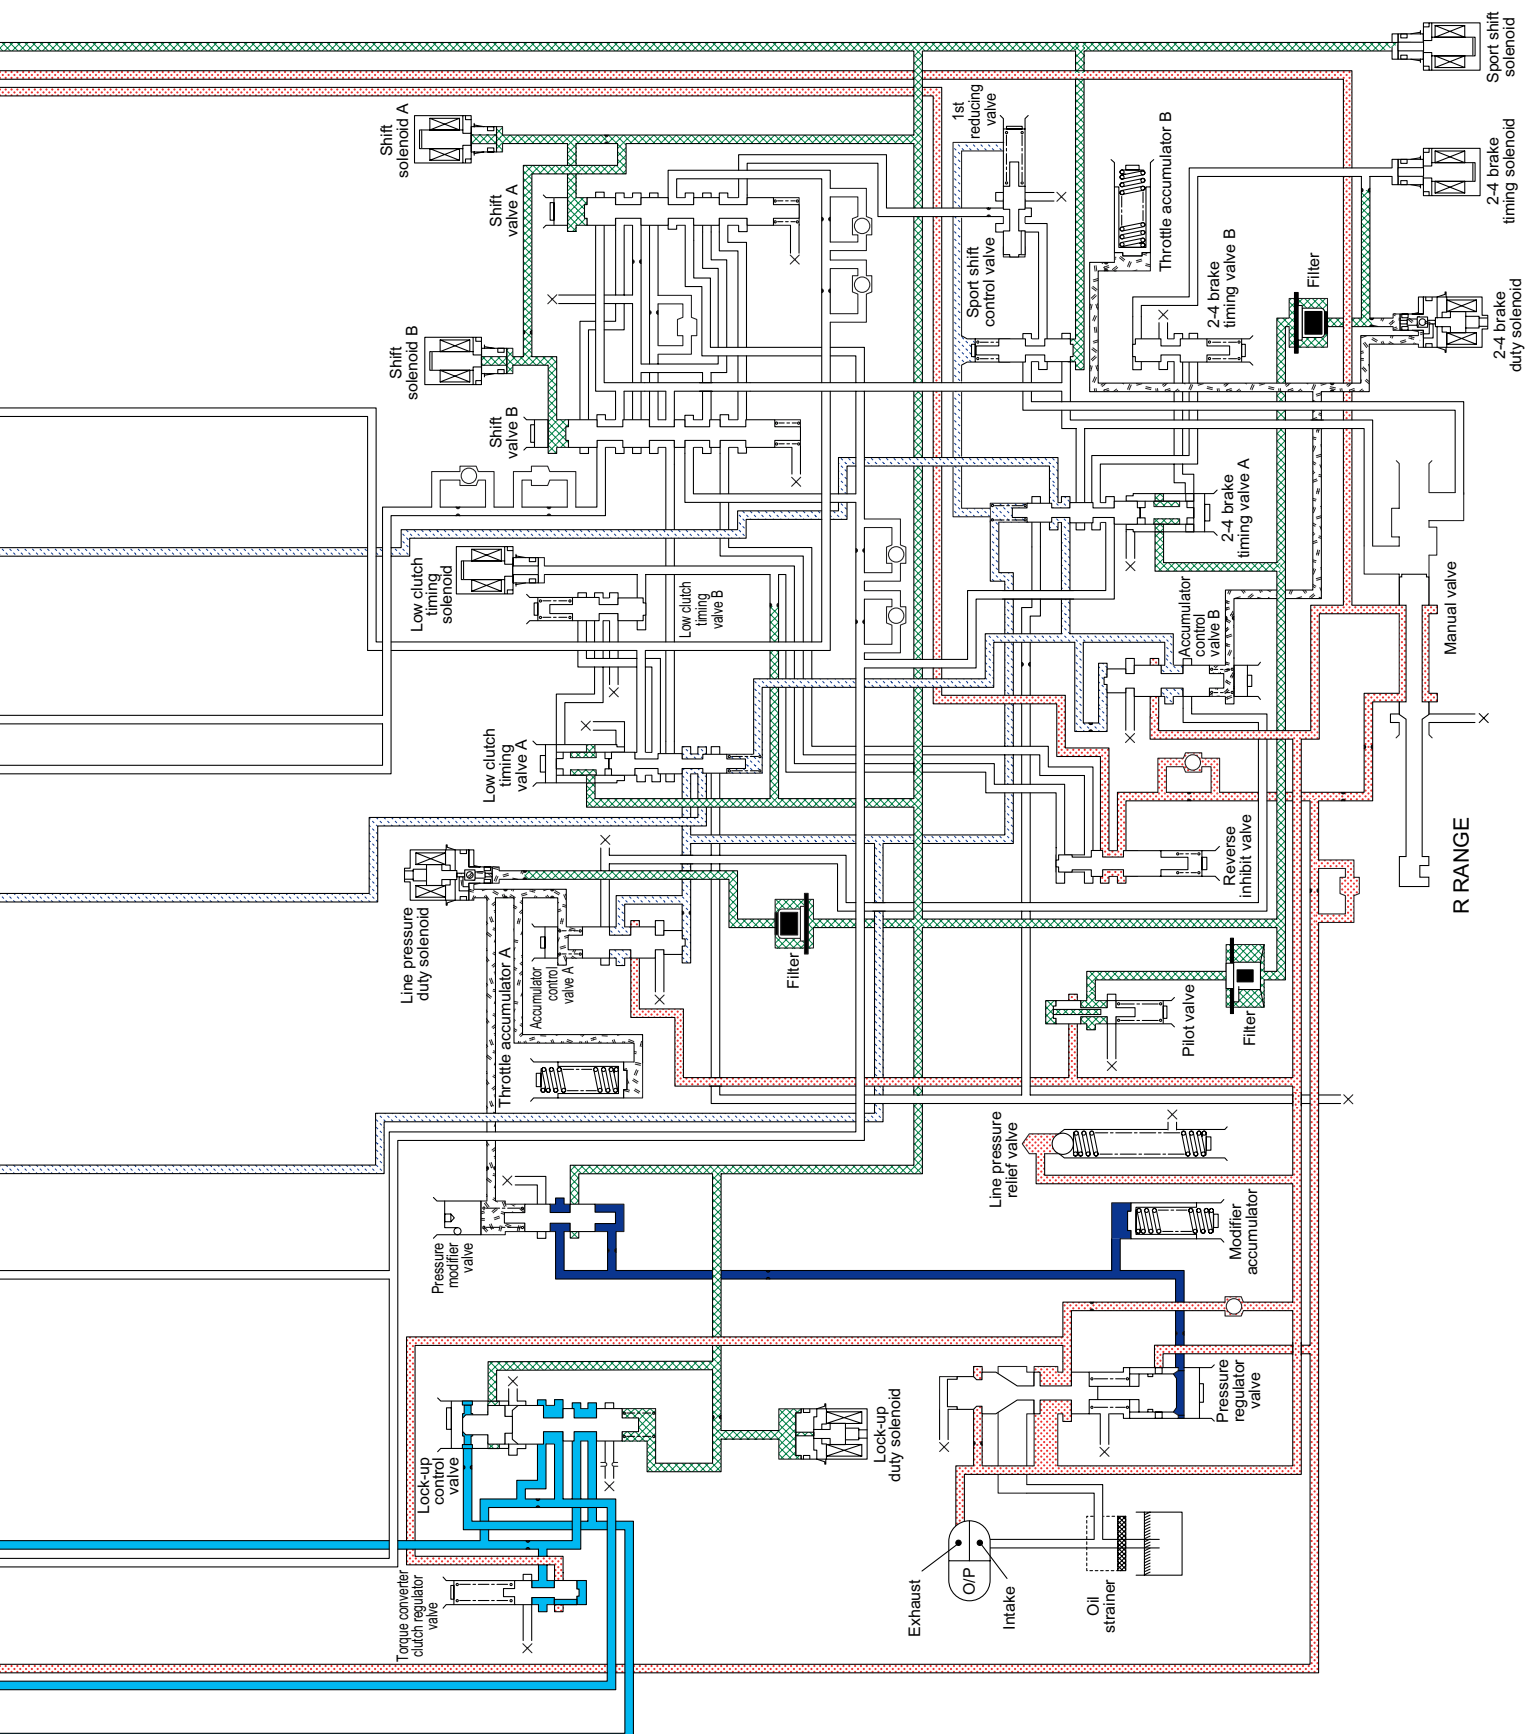 Sport shift
solenoid
Shift
solenoid A
1st
reducing
valve
2-4 brake
timing solenoid
Shift
valve A
Throttle accumulator B
Sport shift
control valve
2-4 brake
timing valve B
Filter
2-4 brake
duty solenoid
Shift
solenoid B
Shift
valve B
2-4 brake
timing valve A
Low clutch
timing
solenoid
Low clutch
timing
valve B
Accumulator
control
valve B
Manual valve
Low clutch
timing
valve A
Reverse
inhibit valve
R RANGE
Line pressure
duty solenoid
Throttle accumulator A
Accumulator
control
valve A
Filter
Pilot valve
Filter
Line pressure
relief valve
Pressure
modifier
valve
Modifier
accumulator
Lock-up
control
valve
Lock-up
duty solenoid
Pressure
regulator
valve
Torque converter
clutch regulator
valve
Exhaust
O/P
Intake
Oil
strainer